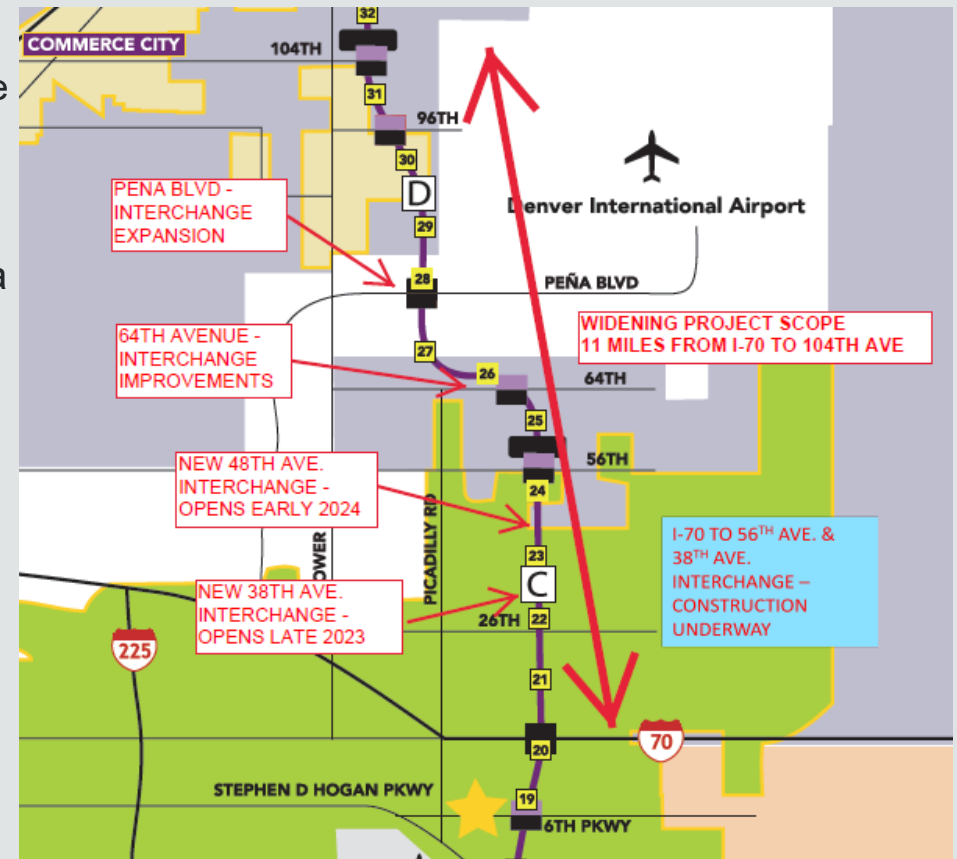 32
COMMERCE CITY
104TH
e
31
96TH
30
PENA BLVD -
INTERCHANGE
EXPANSION
D
Denver International Airport
29
a
28
PEÑA BLVD
WIDENING PROJECT SCOPE
11 MILES FROM I-70 TO 104TH AVE
64TH AVENUE -
INTERCHANGE
IMPROVEMENTS
27
26
64TH
25
56TH
NEW 48TH AVE.
INTERCHANGE -
OPENS EARLY 2024
24
PICADILLY RD
OWER
I-70 TO 56TH AVE. &
38TH AVE.
INTERCHANGE –
CONSTRUCTION
UNDERWAY
23
C
NEW 38TH AVE.
INTERCHANGE -
OPENS LATE 2023
26TH
22
225
21
70
20
STEPHEN D HOGAN PKWY
19
6TH PKWY